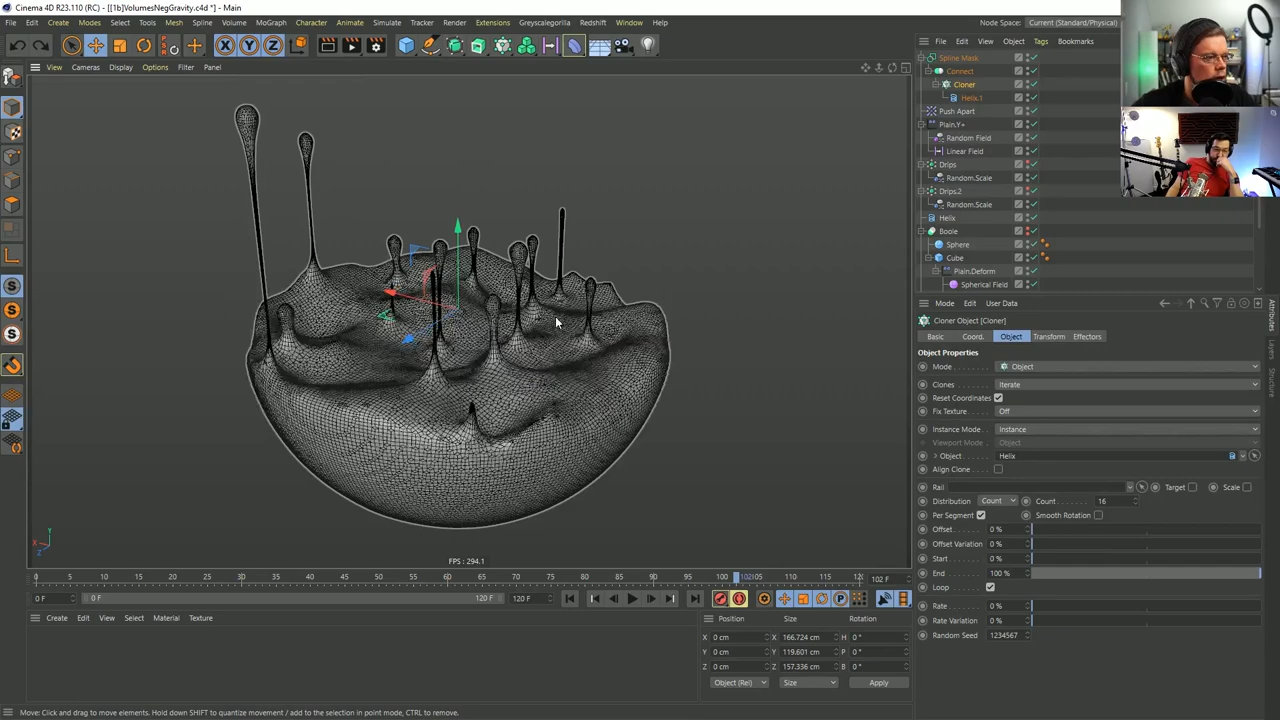 Cinema 4D R23.110 (RC) - [[1b]VolumesNegGravity.c4d *] - Main
File Edit Create Modes Select Tools Mesh Spline Volume MoGraph Character Animate Simulate Tracker Render Extensions Greyscalegorilla Redshift Window Help
Node Space: Current (Standard/Physical)
View Cameras Display Options Filter Panel
File Edit View Object Tags Bookmarks
Spline Mask
Connect
Cloner
Helix.1
Push Apart
Plain.Y+
Random Field
Linear Field
Drips
Random.Scale
Drips.2
Random.Scale
Helix
Boole
Sphere
Cube
Plain.Deform
Spherical Field
Mode Edit User Data
Cloner Object [Cloner]
Basic Coord. Object Transform Effectors
Object Properties
Mode Object
Clones Iterate
Reset Coordinates
Fix Texture Off
Instance Mode Instance
Viewport Mode Object
Object Helix
Align Clone
Rail Target Scale
Distribution Count Count 16
Per Segment Smooth Rotation
Offset 0 %
Offset Variation 0 %
Start 0 %
End 100 %
Loop
Rate 0 %
Rate Variation 0 %
Random Seed 1234567
Attributes
Layers
Structure
X
Y
Z
FPS : 294.1
0 5 10 15 20 25 30 35 40 45 50 55 60 65 70 75 80 85 90 95 100 102 105 110 115 120 102 F
0 F 0 F 120 F 120 F
Create Edit View Select Material Texture
Position Size Rotation
X 0 cm X 166.724 cm H 0 °
Y 0 cm Y 119.601 cm P 0 °
Z 0 cm Z 157.336 cm B 0 °
Object (Rel) Size Apply
Move: Click and drag to move elements. Hold down SHIFT to quantize movement / add to the selection in point mode, CTRL to remove.